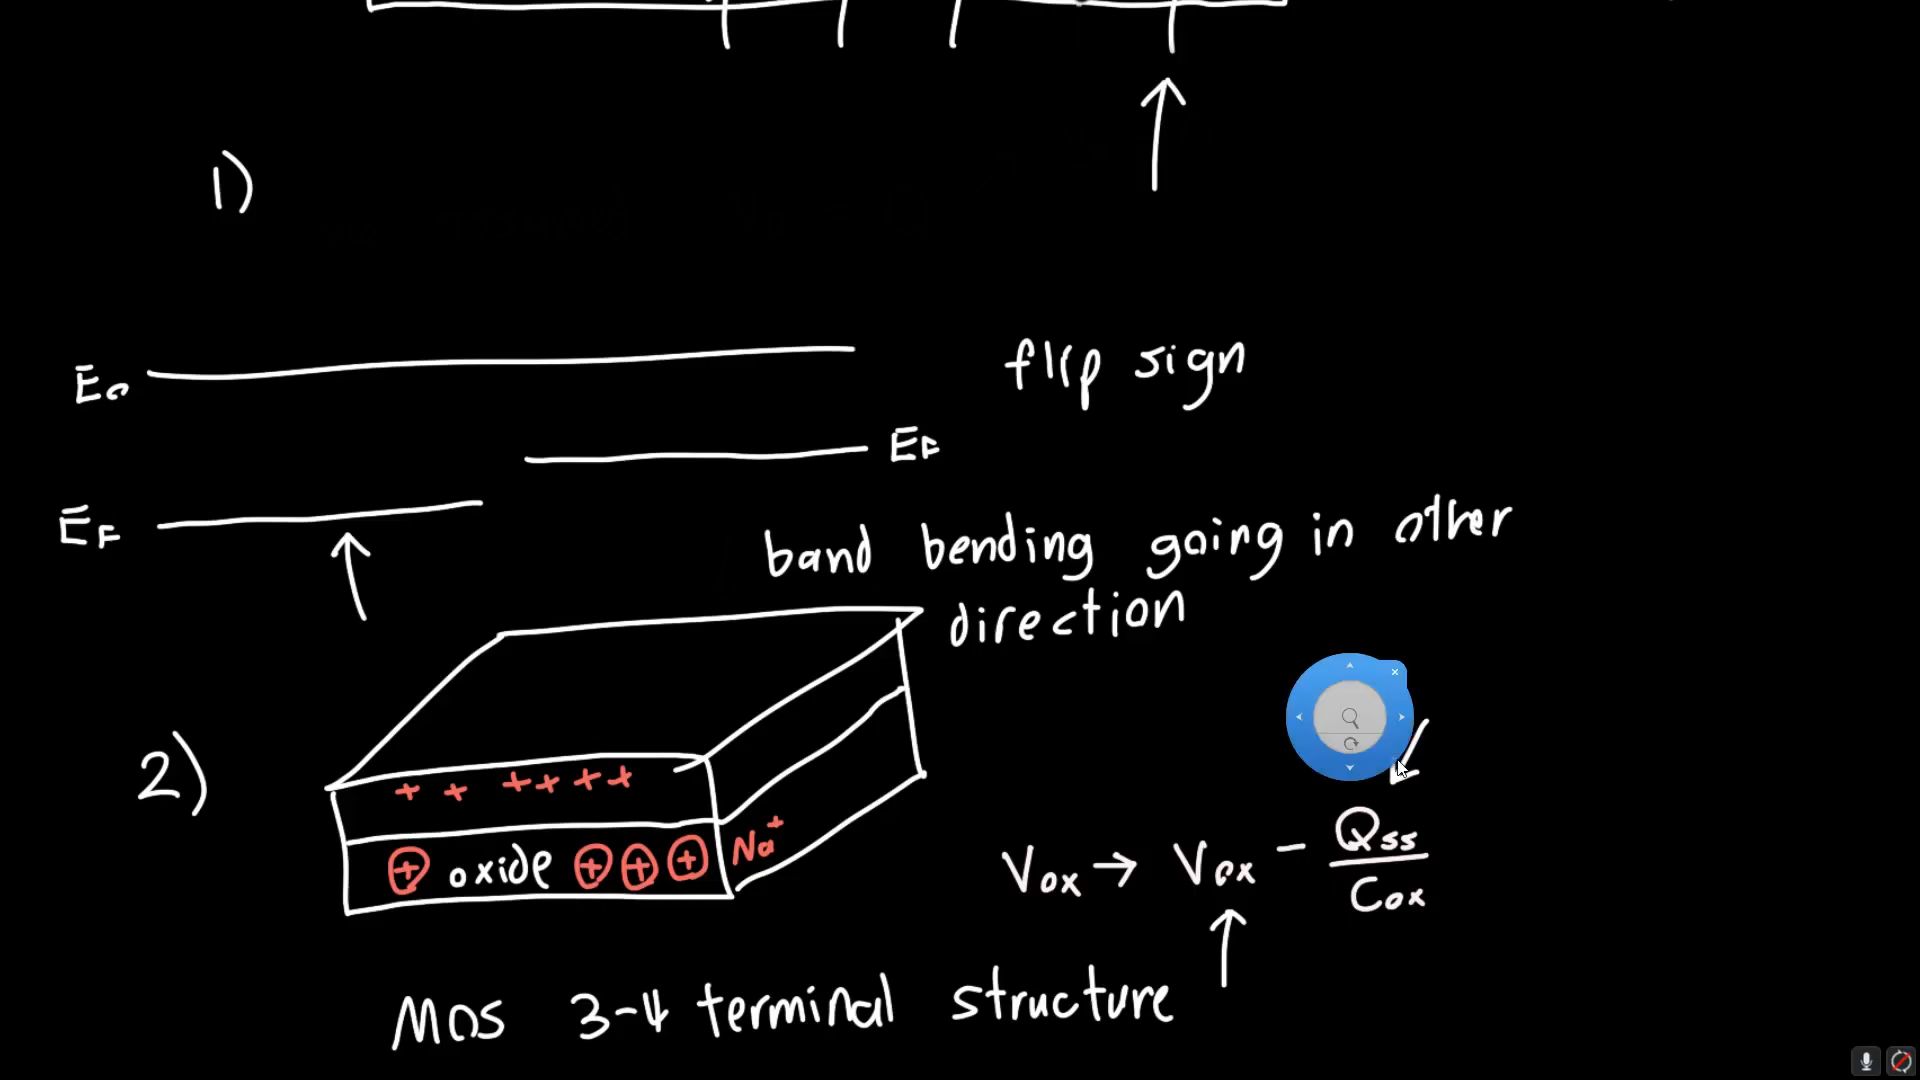 1)
E₀
flip sign
EF
EF
band bending going in other
direction
2)
+ + + + + +
+ oxide + + + Na⁺
Vox → Vox - Qss/Cox
MOS 3-4 terminal structure